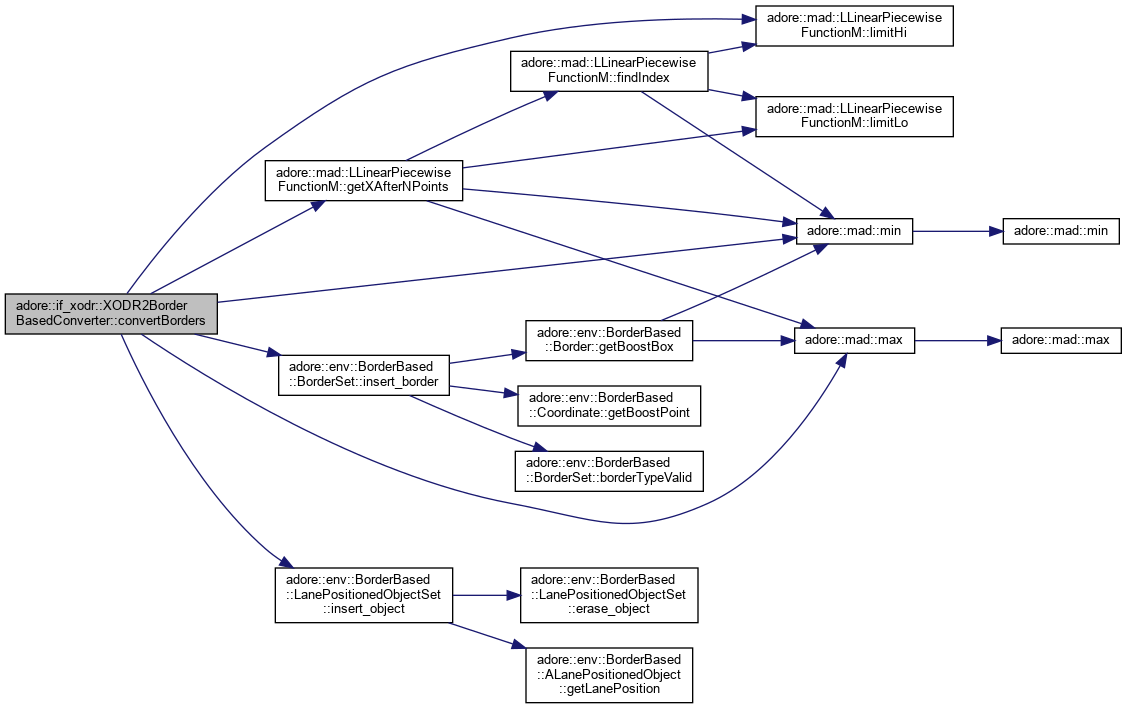 adore::if_xodr::XODR2Border
BasedConverter::convertBorders
adore::mad::LLinearPiecewise
FunctionM::getXAfterNPoints
adore::env::BorderBased
::BorderSet::insert_border
adore::env::BorderBased
::LanePositionedObjectSet
::insert_object
adore::mad::LLinearPiecewise
FunctionM::findIndex
adore::env::BorderBased
::Border::getBoostBox
adore::env::BorderBased
::Coordinate::getBoostPoint
adore::env::BorderBased
::BorderSet::borderTypeValid
adore::env::BorderBased
::LanePositionedObjectSet
::erase_object
adore::env::BorderBased
::ALanePositionedObject
::getLanePosition
adore::mad::LLinearPiecewise
FunctionM::limitHi
adore::mad::LLinearPiecewise
FunctionM::limitLo
adore::mad::min
adore::mad::max
adore::mad::min
adore::mad::max